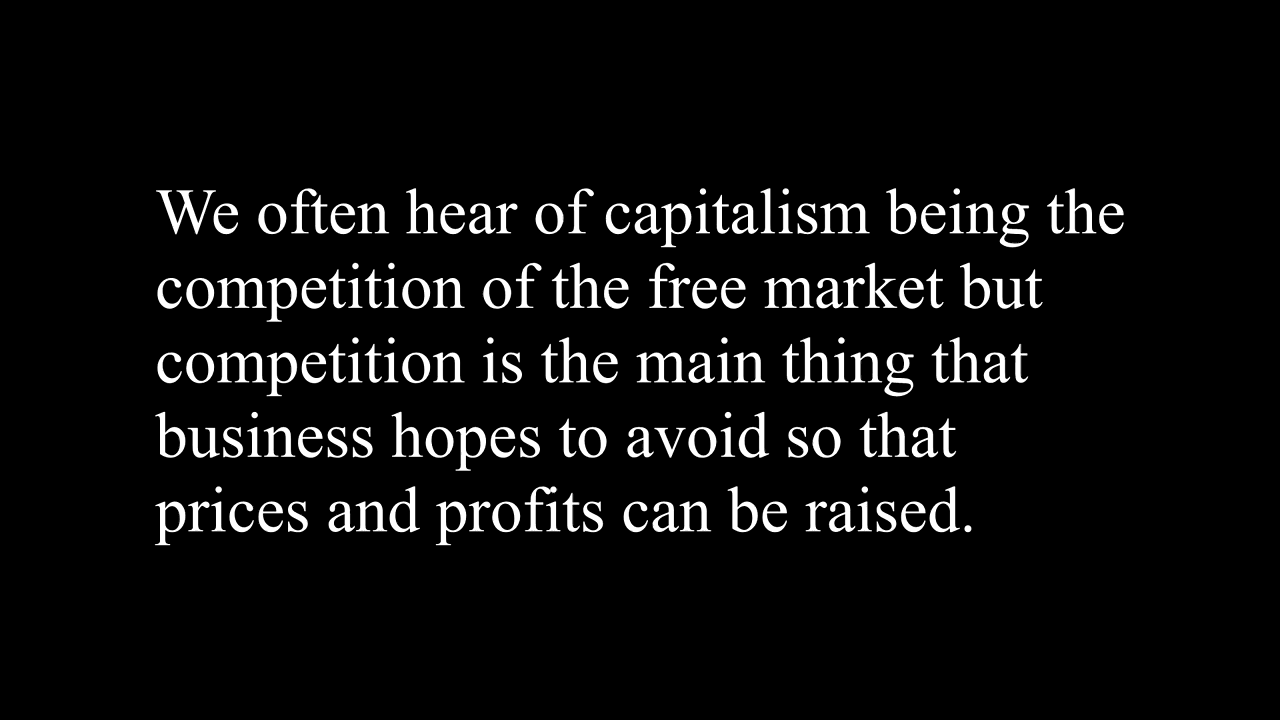 We often hear of capitalism being the
competition of the free market but
competition is the main thing that
business hopes to avoid so that
prices and profits can be raised.